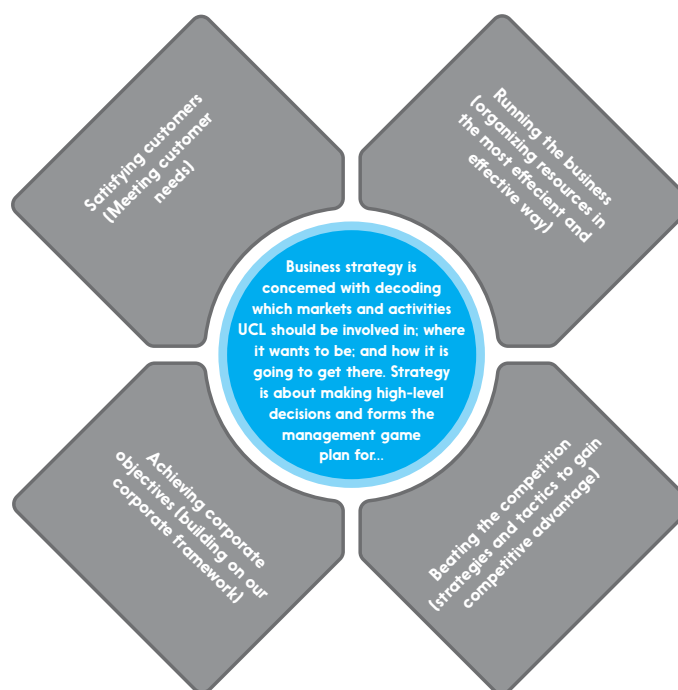 Satisfying customers
(Meeting customer
needs)
Running the business
(organizing resources in
the most effecient and
effective way)
Business strategy is
concemed with decoding
which markets and activities
UCL should be involved in; where
it wants to be; and how it is
going to get there. Strategy
is about making high-level
decisions and forms the
management game
plan for...
Achieving corporate
objectives (building on our
corporate framework)
Beating the competition
(strategies and tactics to gain
competitive advantage)